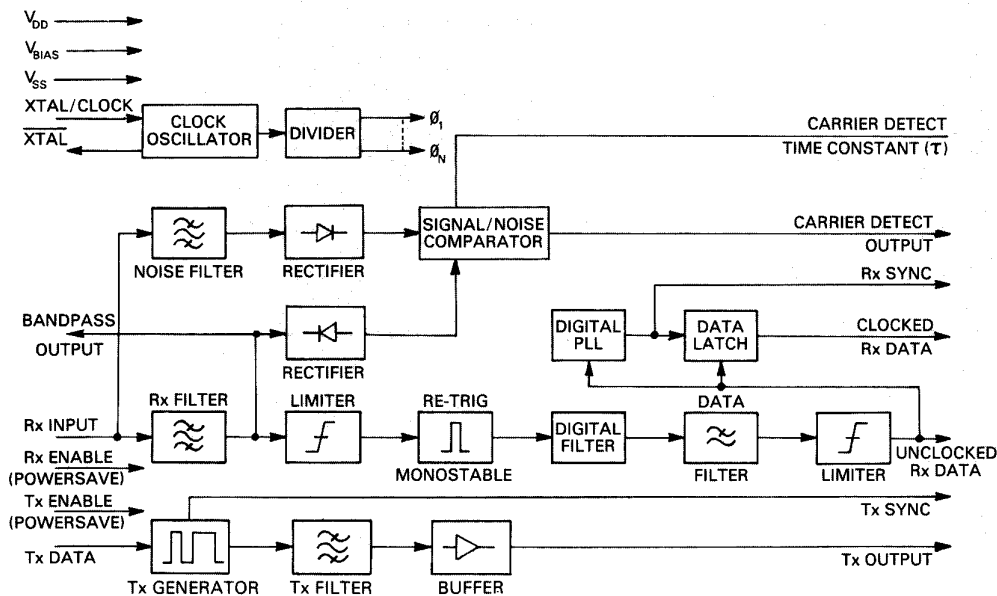 V_DD
V_BIAS
V_SS
XTAL/CLOCK
XTAL
CLOCK
OSCILLATOR
DIVIDER
ø_1
ø_N
CARRIER DETECT
TIME CONSTANT (τ)
NOISE FILTER
RECTIFIER
SIGNAL/NOISE
COMPARATOR
CARRIER DETECT
OUTPUT
Rx SYNC
BANDPASS
OUTPUT
RECTIFIER
DIGITAL
PLL
DATA
LATCH
CLOCKED
Rx DATA
Rx INPUT
Rx FILTER
LIMITER
RE-TRIG
MONOSTABLE
DIGITAL
FILTER
DATA
FILTER
LIMITER
UNCLOCKED
Rx DATA
Rx ENABLE
(POWERSAVE)
Tx ENABLE
(POWERSAVE)
Tx SYNC
Tx DATA
Tx GENERATOR
Tx FILTER
BUFFER
Tx OUTPUT